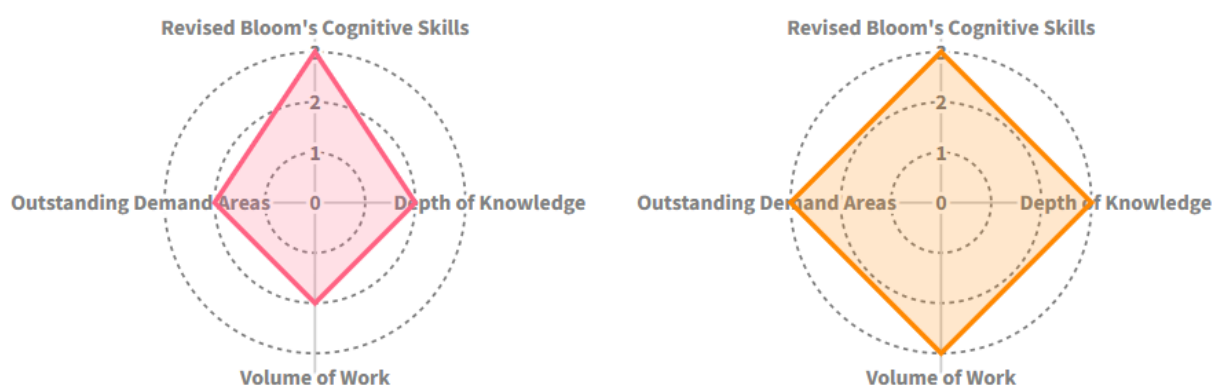 Revised Bloom's Cognitive Skills
3
2
1
Outstanding Demand Areas
0
Depth of Knowledge
Volume of Work
Revised Bloom's Cognitive Skills
3
2
1
Outstanding Demand Areas
0
Depth of Knowledge
Volume of Work